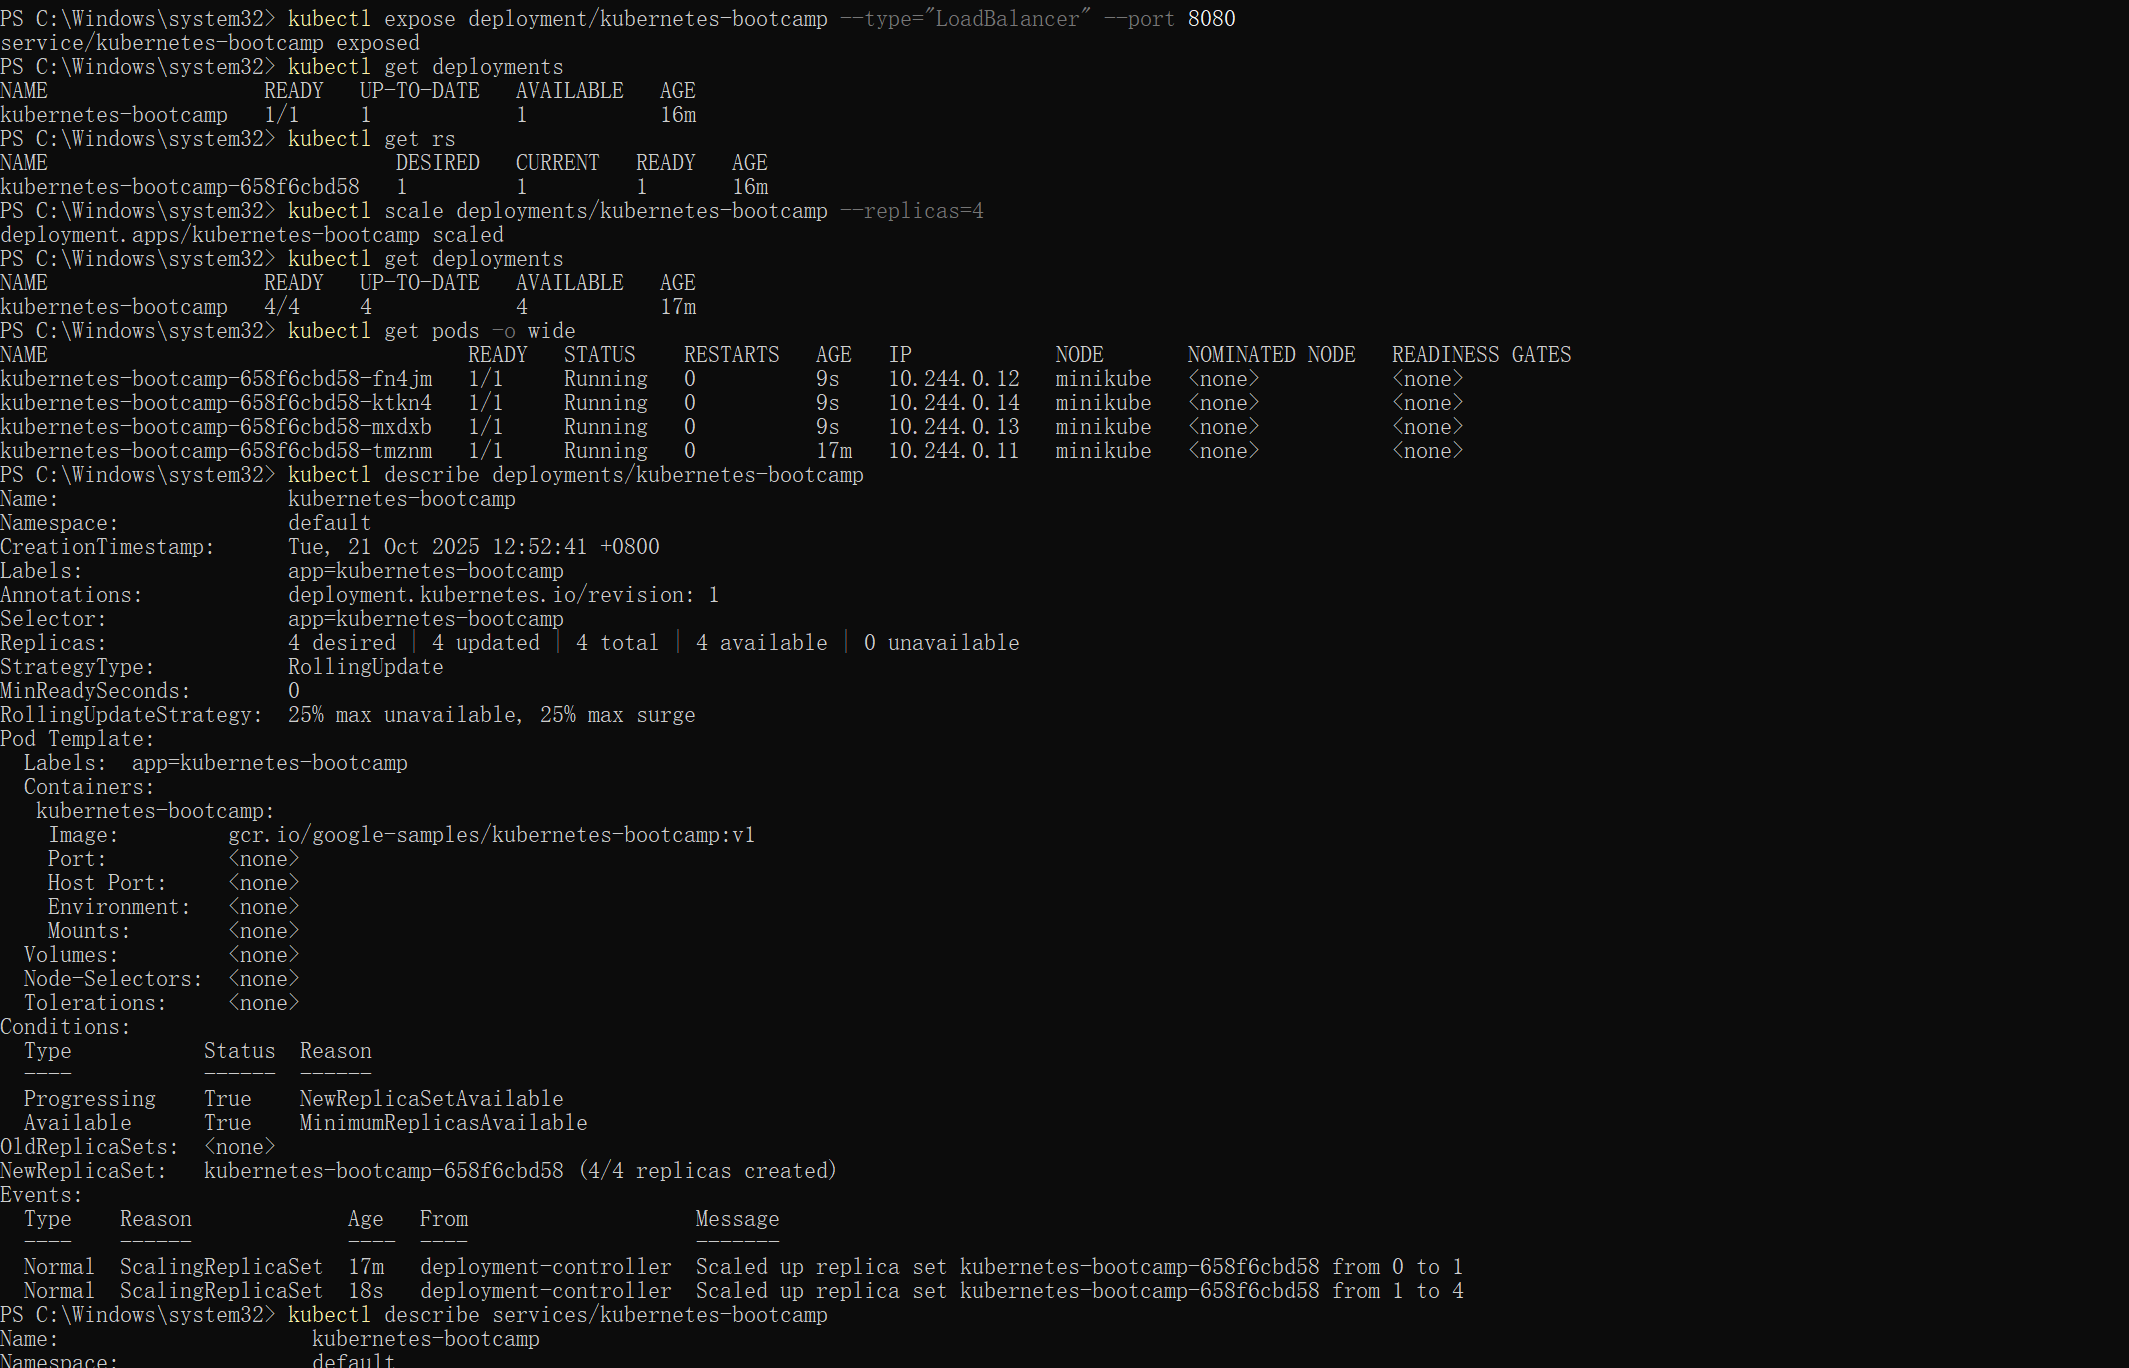 PS C:\Windows\system32> kubectl expose deployment/kubernetes-bootcamp --type="LoadBalancer" --port 8080
service/kubernetes-bootcamp exposed
PS C:\Windows\system32> kubectl get deployments
NAME                  READY   UP-TO-DATE   AVAILABLE   AGE
kubernetes-bootcamp   1/1     1            1           16m
PS C:\Windows\system32> kubectl get rs
NAME                             DESIRED   CURRENT   READY   AGE
kubernetes-bootcamp-658f6cbd58   1         1         1       16m
PS C:\Windows\system32> kubectl scale deployments/kubernetes-bootcamp --replicas=4
deployment.apps/kubernetes-bootcamp scaled
PS C:\Windows\system32> kubectl get deployments
NAME                  READY   UP-TO-DATE   AVAILABLE   AGE
kubernetes-bootcamp   4/4     4            4           17m
PS C:\Windows\system32> kubectl get pods -o wide
NAME                                   READY   STATUS    RESTARTS   AGE   IP            NODE       NOMINATED NODE   READINESS GATES
kubernetes-bootcamp-658f6cbd58-fn4jm   1/1     Running   0          9s    10.244.0.12   minikube   <none>           <none>
kubernetes-bootcamp-658f6cbd58-ktkn4   1/1     Running   0          9s    10.244.0.14   minikube   <none>           <none>
kubernetes-bootcamp-658f6cbd58-mxdxb   1/1     Running   0          9s    10.244.0.13   minikube   <none>           <none>
kubernetes-bootcamp-658f6cbd58-tmznm   1/1     Running   0          17m   10.244.0.11   minikube   <none>           <none>
PS C:\Windows\system32> kubectl describe deployments/kubernetes-bootcamp
Name:                   kubernetes-bootcamp
Namespace:              default
CreationTimestamp:      Tue, 21 Oct 2025 12:52:41 +0800
Labels:                 app=kubernetes-bootcamp
Annotations:            deployment.kubernetes.io/revision: 1
Selector:               app=kubernetes-bootcamp
Replicas:               4 desired | 4 updated | 4 total | 4 available | 0 unavailable
StrategyType:           RollingUpdate
MinReadySeconds:        0
RollingUpdateStrategy:  25% max unavailable, 25% max surge
Pod Template:
  Labels:  app=kubernetes-bootcamp
  Containers:
   kubernetes-bootcamp:
    Image:         gcr.io/google-samples/kubernetes-bootcamp:v1
    Port:          <none>
    Host Port:     <none>
    Environment:   <none>
    Mounts:        <none>
  Volumes:         <none>
  Node-Selectors:  <none>
  Tolerations:     <none>
Conditions:
  Type           Status  Reason
  ----           ------  ------
  Progressing    True    NewReplicaSetAvailable
  Available      True    MinimumReplicasAvailable
OldReplicaSets:  <none>
NewReplicaSet:   kubernetes-bootcamp-658f6cbd58 (4/4 replicas created)
Events:
  Type    Reason             Age   From                   Message
  ----    ------             ----  ----                   -------
  Normal  ScalingReplicaSet  17m   deployment-controller  Scaled up replica set kubernetes-bootcamp-658f6cbd58 from 0 to 1
  Normal  ScalingReplicaSet  18s   deployment-controller  Scaled up replica set kubernetes-bootcamp-658f6cbd58 from 1 to 4
PS C:\Windows\system32> kubectl describe services/kubernetes-bootcamp
Name:                     kubernetes-bootcamp
Namespace:                default